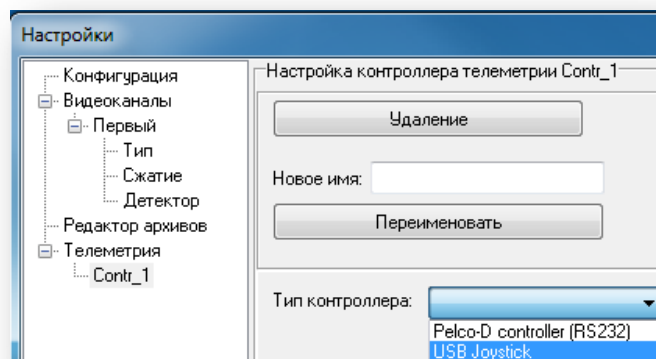 Настройки
Конфигурация
Видеоканалы
Первый
Тип
Сжатие
Детектор
Редактор архивов
Телеметрия
Contr_1
Настройка контроллера телеметрии Contr_1
Удаление
Новое имя:
Переименовать
Тип контроллера:
Pelco-D controller (RS232)
USB Joystick